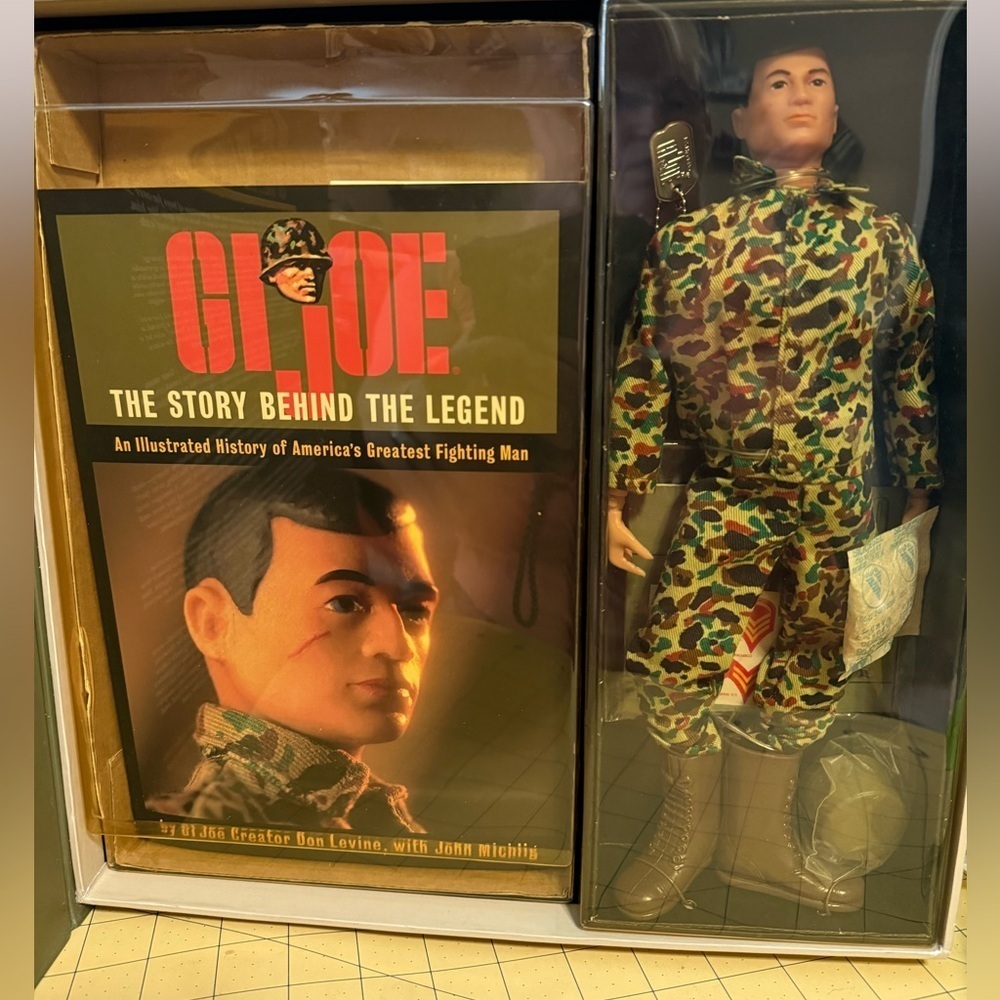 GI JOE
THE STORY BEHIND THE LEGEND
An Illustrated History of America's Greatest Fighting Man
by GI Joe Creator Don Levine, with John Michlig